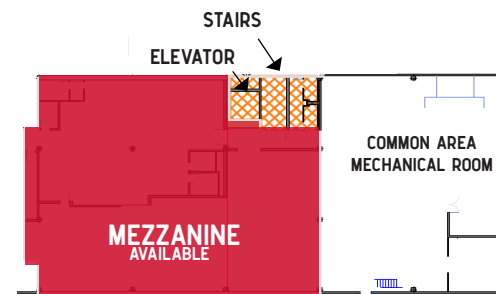 STAIRS
ELEVATOR
COMMON AREA
MECHANICAL ROOM
MEZZANINE
AVAILABLE